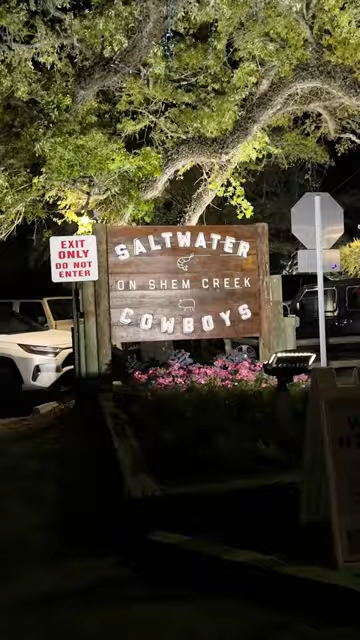 EXIT
ONLY
DO NOT
ENTER
SALTWATER
ON SHEM CREEK
COWBOYS